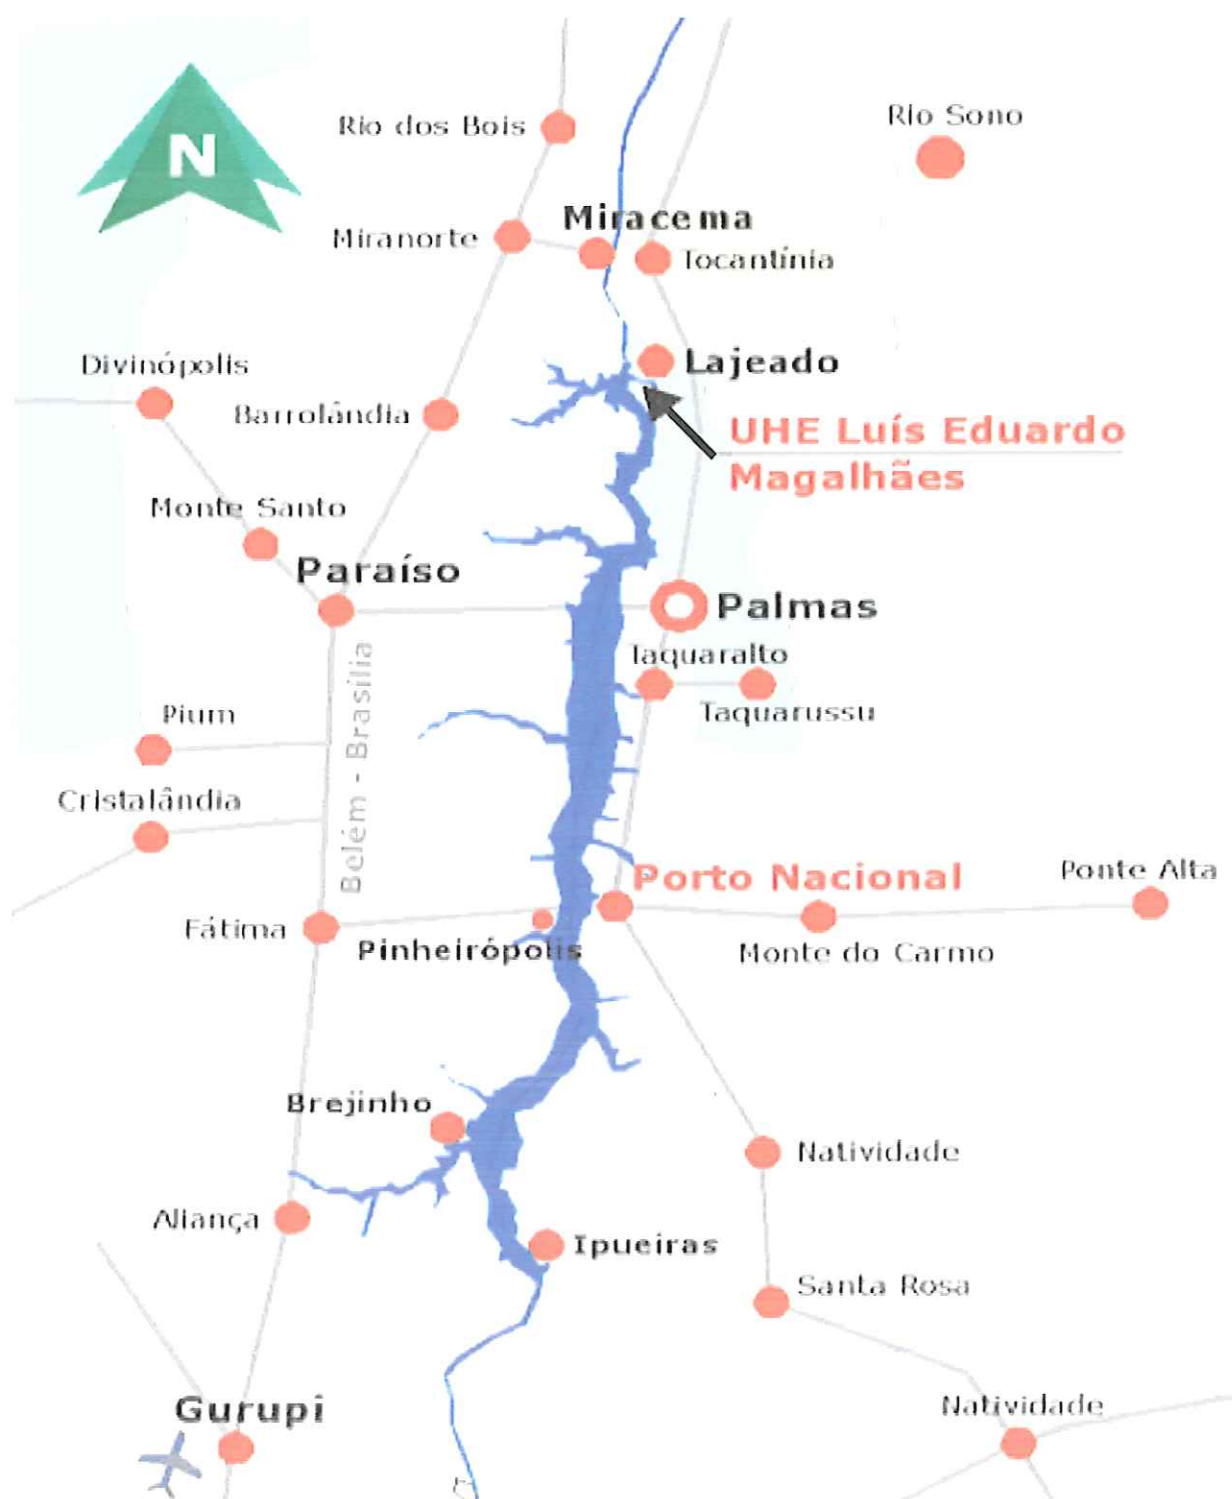 N
Rio dos Bois
Rio Sono
Miracema
Miranorte
Tocantínia
Divinópolis
Lajeado
Barrolândia
UHE Luís Eduardo
Magalhães
Monte Santo
Paraíso
Palmas
Taquaralto
Taquarussu
Pium
Belém - Brasília
Cristalândia
Porto Nacional
Ponte Alta
Fátima
Pinheirópolis
Monte do Carmo
Brejinho
Natividade
Aliança
Ipueiras
Santa Rosa
Gurupi
Natividade